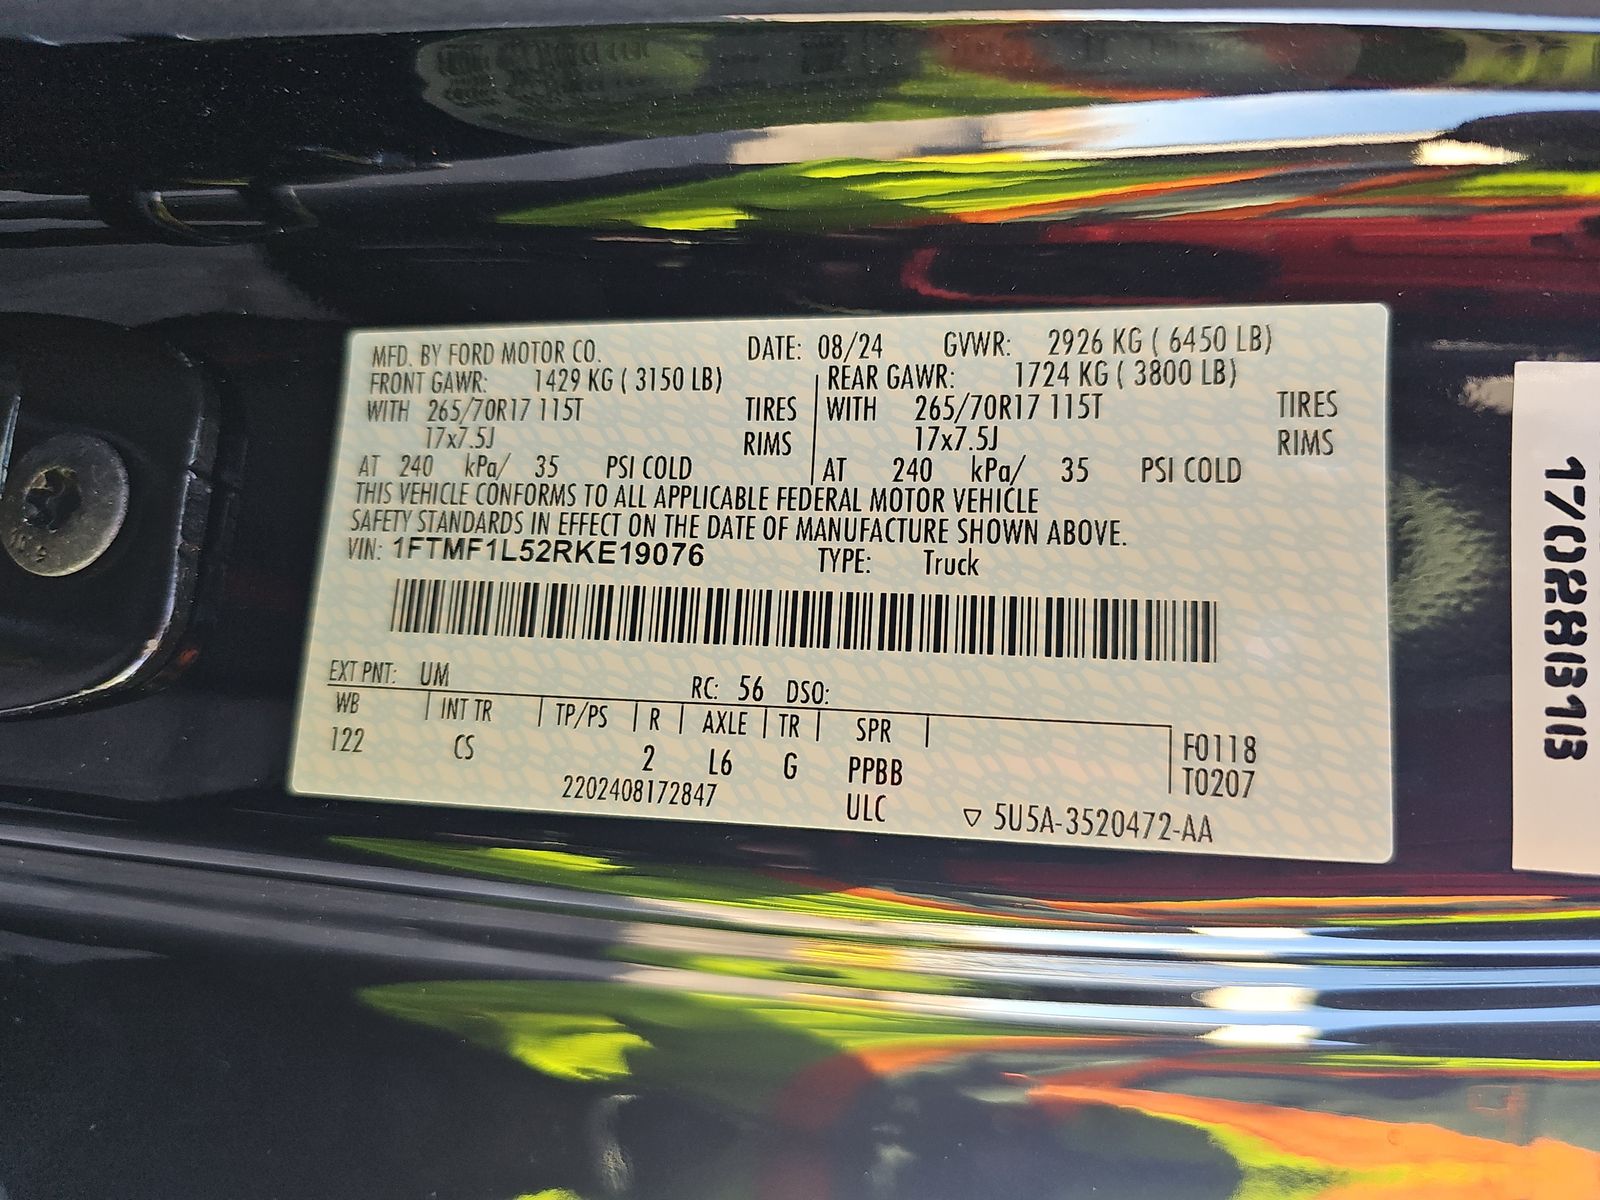 MFD. BY FORD MOTOR CO. DATE: 08/24 GVWR: 2926 KG ( 6450 LB)
FRONT GAWR: 1429 KG ( 3150 LB) REAR GAWR: 1724 KG ( 3800 LB)
WITH 265/70R17 115T TIRES WITH 265/70R17 115T TIRES
17x7.5J RIMS 17x7.5J RIMS
AT 240 kPa/ 35 PSI COLD AT 240 kPa/ 35 PSI COLD
THIS VEHICLE CONFORMS TO ALL APPLICABLE FEDERAL MOTOR VEHICLE
SAFETY STANDARDS IN EFFECT ON THE DATE OF MANUFACTURE SHOWN ABOVE.
VIN: 1FTMF1L52RKE19076 TYPE: Truck
EXT PNT: UM RC: 56 DSO:
WB INT TR TP/PS R AXLE TR SPR
122 CS 2 L6 G PPBB
F0118
T0207
2202408172847 ULC ▽ 5U5A-3520472-AA